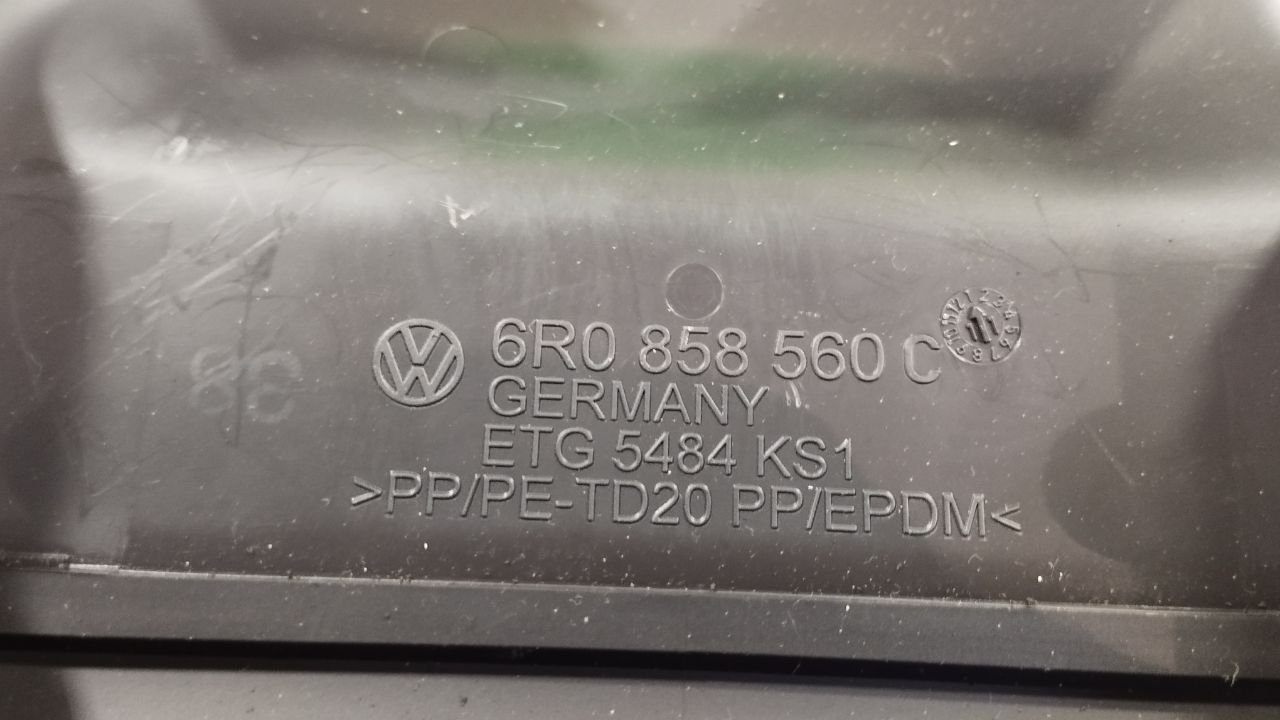 6R0 858 560 C
GERMANY
ETG 5484 KS1
>PP/PE-TD20 PP/EPDM<